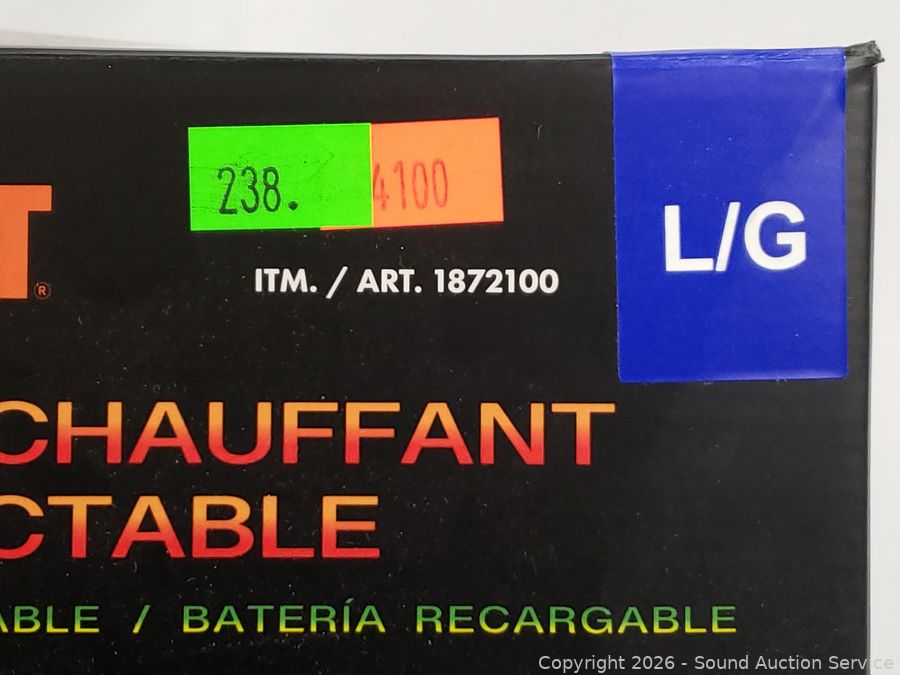 238.
4100
L/G
T®
ITM. / ART. 1872100
CHAUFFANT
CTABLE
ABLE / BATERÍA RECARGABLE
Copyright 2026 - Sound Auction Service